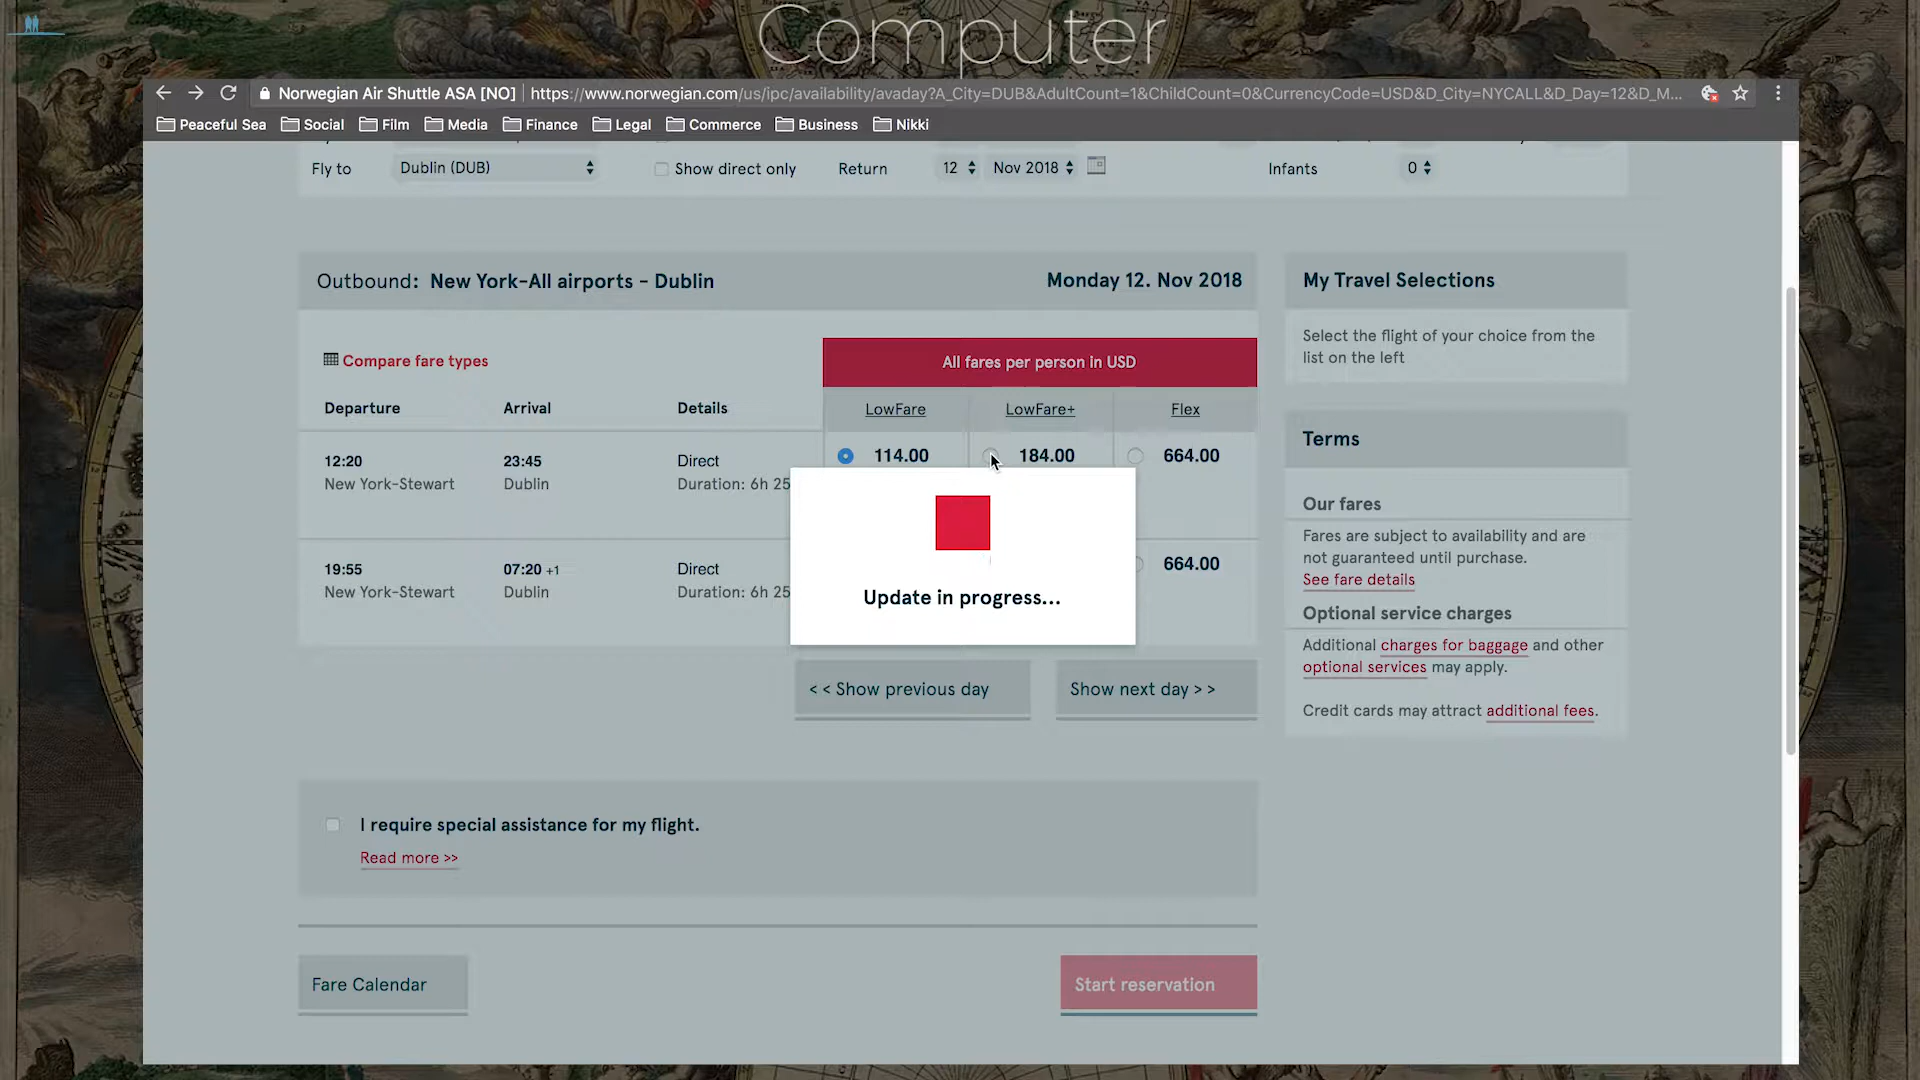 Computer
Norwegian Air Shuttle ASA [NO] https://www.norwegian.com/us/ipc/availability/avaday?A_City=DUB&AdultCount=1&ChildCount=0&CurrencyCode=USD&D_City=NYCALL&D_Day=12&D_M...
Peaceful Sea Social Film Media Finance Legal Commerce Business Nikki
Fly to Dublin (DUB) Show direct only Return 12 Nov 2018 Infants 0
Outbound: New York-All airports - Dublin Monday 12. Nov 2018
Compare fare types
All fares per person in USD
Departure Arrival Details LowFare LowFare+ Flex
12:20 23:45 Direct 114.00 184.00 664.00
New York-Stewart Dublin Duration: 6h 25
19:55 07:20 +1 Direct 664.00
New York-Stewart Dublin Duration: 6h 25
Update in progress...
<< Show previous day Show next day >>
I require special assistance for my flight.
Read more >>
Fare Calendar Start reservation
My Travel Selections
Select the flight of your choice from the
list on the left
Terms
Our fares
Fares are subject to availability and are
not guaranteed until purchase.
See fare details
Optional service charges
Additional charges for baggage and other
optional services may apply.
Credit cards may attract additional fees.